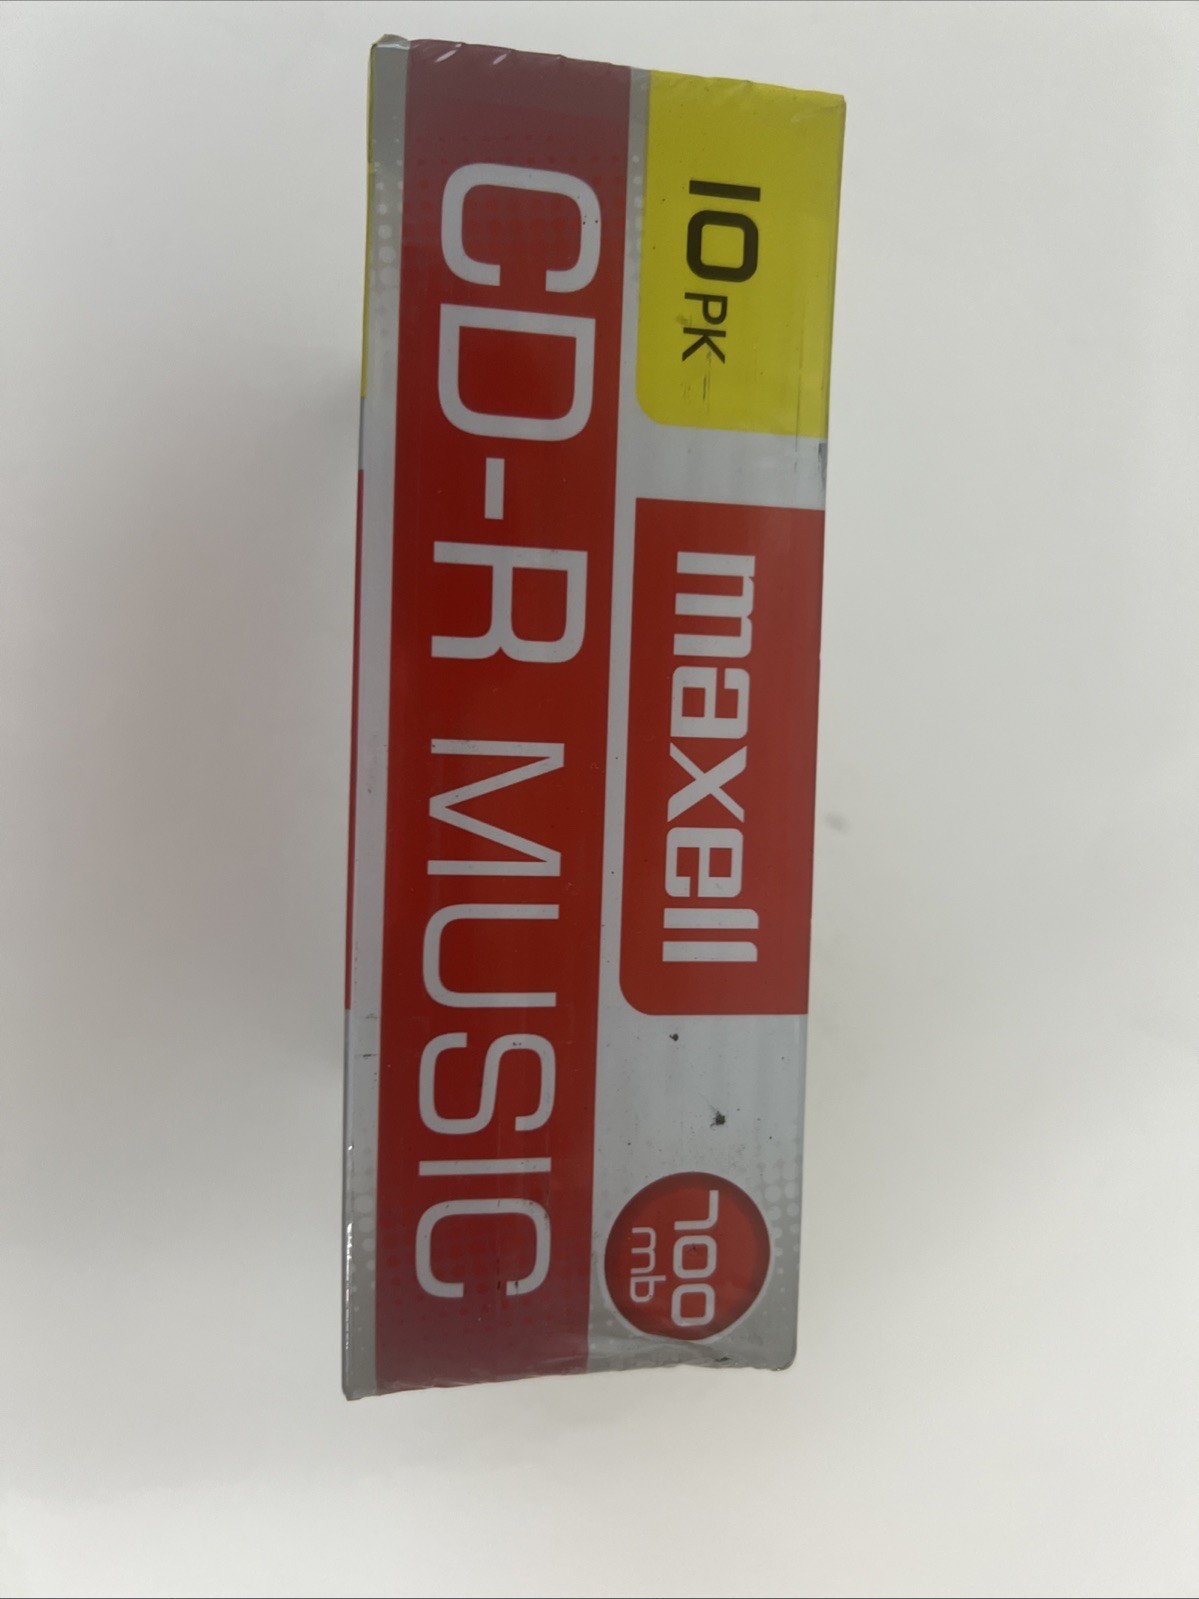 10PK
maxell
700
mb
CD-R MUSIC